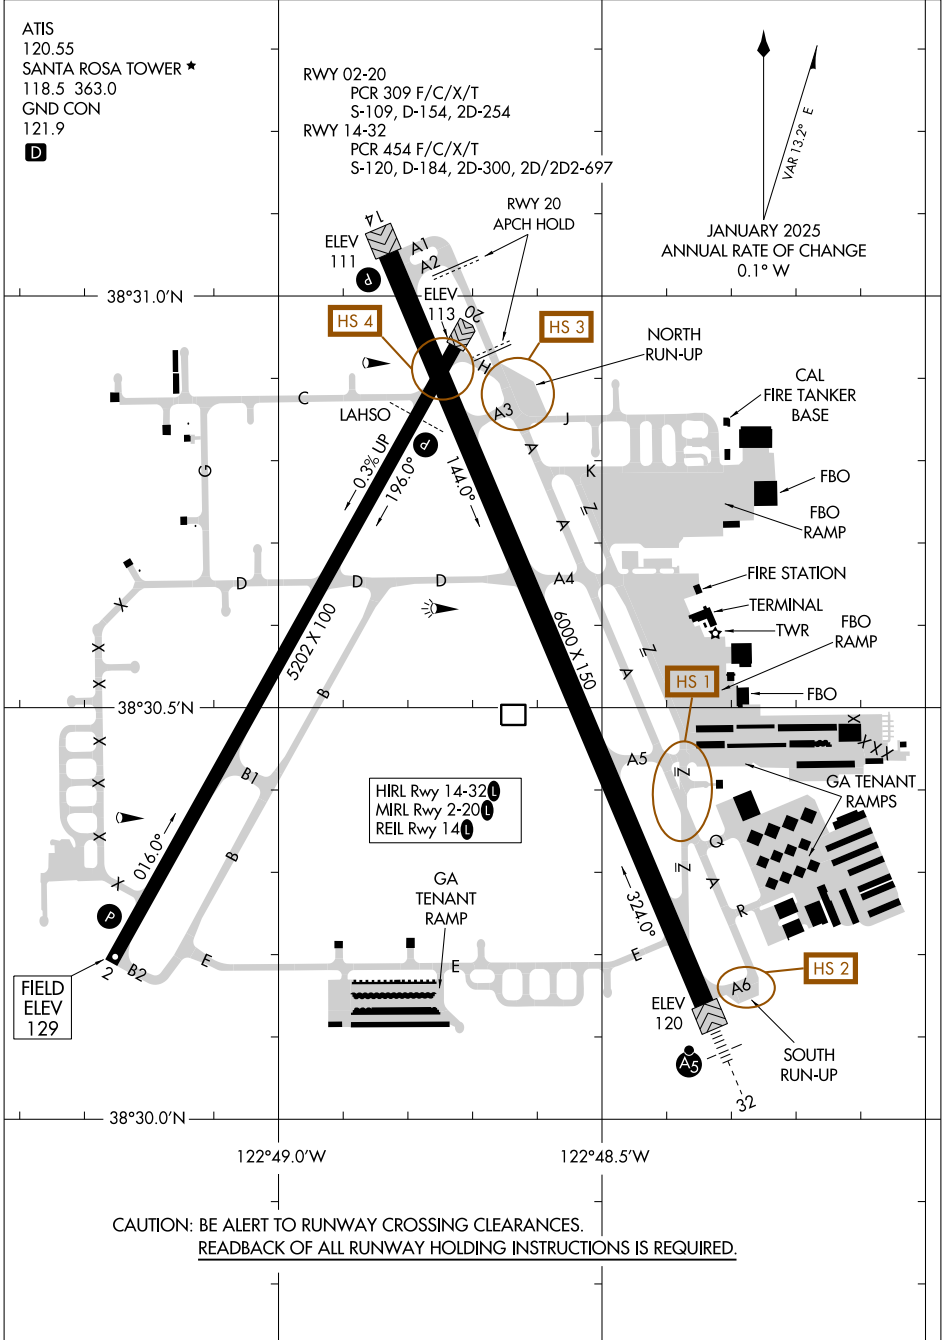 ATIS
120.55
SANTA ROSA TOWER ★
118.5 363.0
GND CON
121.9
D
RWY 02-20
PCR 309 F/C/X/T
S-109, D-154, 2D-254
RWY 14-32
PCR 454 F/C/X/T
S-120, D-184, 2D-300, 2D/2D2-697
VAR 13.2° E
JANUARY 2025
ANNUAL RATE OF CHANGE
0.1° W
RWY 20
APCH HOLD
14
ELEV
111
A1
A2
P
38°31.0'N
ELEV
113
20
HS 4
HS 3
NORTH
RUN-UP
H
CAL
FIRE TANKER
BASE
C
LAHSO
A3
J
P
A
0.3% UP
196.0°
144.0°
G
K
FBO
Z
A
FBO
RAMP
D
D
D
A4
FIRE STATION
TERMINAL
TWR
FBO
RAMP
X
5202 X 100
6000 X 150
X
Z
A
B
HS 1
FBO
X
38°30.5'N
X
X
X X X
A5
Z
B1
X
GA TENANT
RAMPS
HIRL Rwy 14-32 L
MIRL Rwy 2-20 L
REIL Rwy 14 L
016.0°
X
Q
B
Z
A
X
GA
TENANT
RAMP
324.0°
R
P
E
E
E
2
B2
HS 2
A6
FIELD
ELEV
129
ELEV
120
SOUTH
RUN-UP
A5
32
38°30.0'N
122°49.0'W
122°48.5'W
CAUTION: BE ALERT TO RUNWAY CROSSING CLEARANCES.
READBACK OF ALL RUNWAY HOLDING INSTRUCTIONS IS REQUIRED.